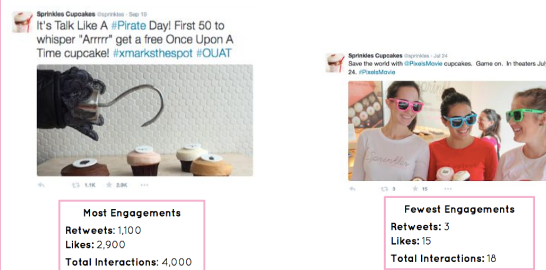 Sprinkles Cupcakes @sprinkles · Sep 19
It's Talk Like A #Pirate Day! First 50 to
whisper "Arrrrr" get a free Once Upon A
Time cupcake! #xmarksthespot #OUAT
1.1K 2.9K
Most Engagements
Retweets: 1,100
Likes: 2,900
Total Interactions: 4,000
Sprinkles Cupcakes @sprinkles · Jul 24
Save the world with @PixelsMovie cupcakes. Game on. In theaters Jul
24. #PixelsMovie
3 15
Fewest Engagements
Retweets: 3
Likes: 15
Total Interactions: 18